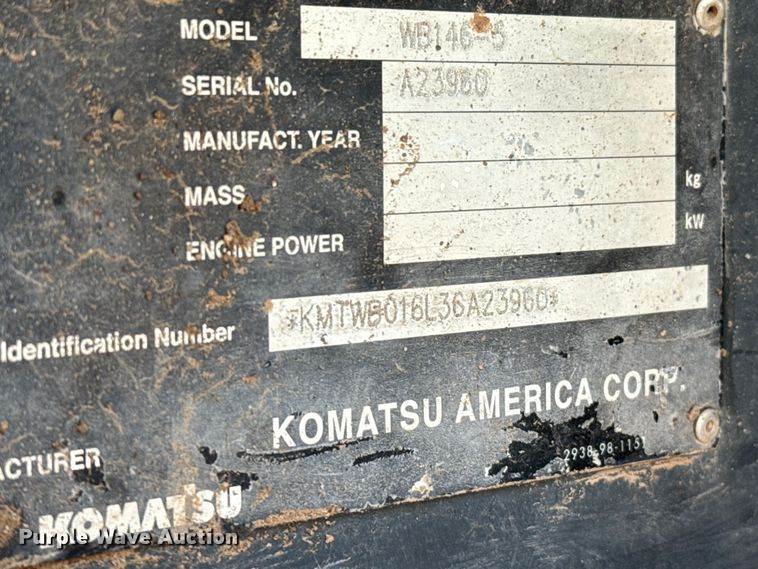 MODEL WB146-5
SERIAL No. A23960
MANUFACT. YEAR
MASS kg
ENGINE POWER kW
Identification Number *KMTWB016L36A23960*
KOMATSU AMERICA CORP.
ACTURER
KOMATSU
2938-98-1151
Purple Wave Auction